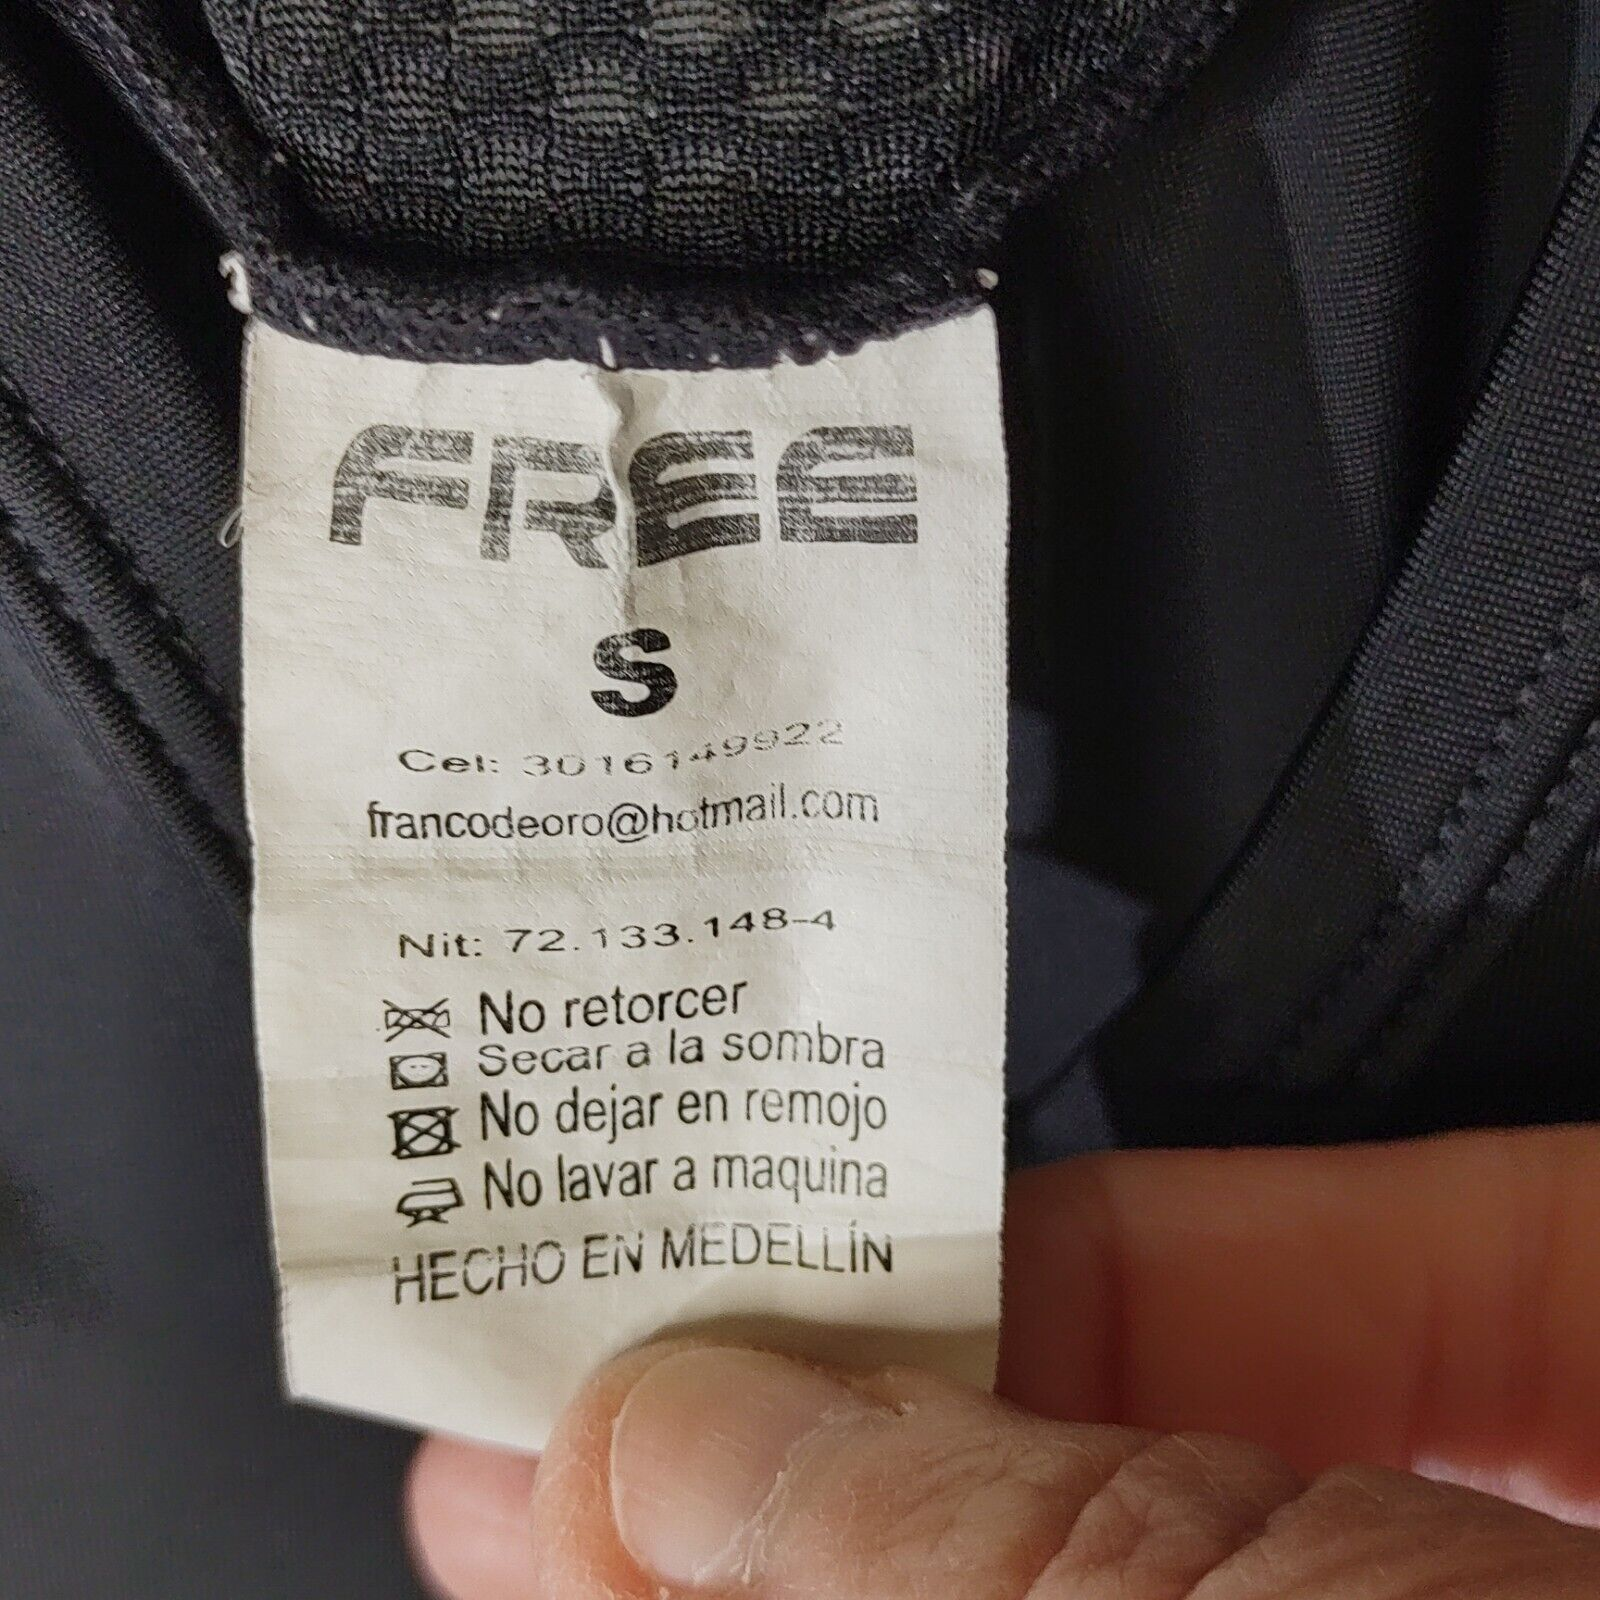 FREE
S
Cel: 3016149922
francodeoro@hotmail.com
Nit: 72.133.148-4
No retorcer
Secar a la sombra
No dejar en remojo
No lavar a maquina
HECHO EN MEDELLÍN